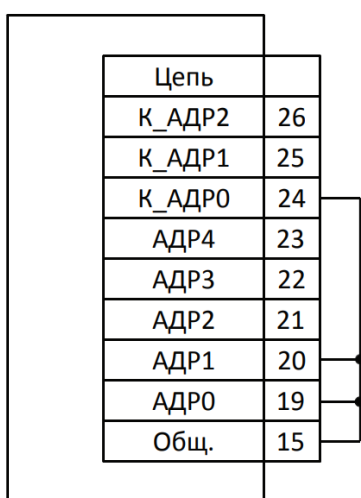 Цепь
К_АДР2 26
К_АДР1 25
К_АДР0 24
АДР4 23
АДР3 22
АДР2 21
АДР1 20
АДР0 19
Общ. 15